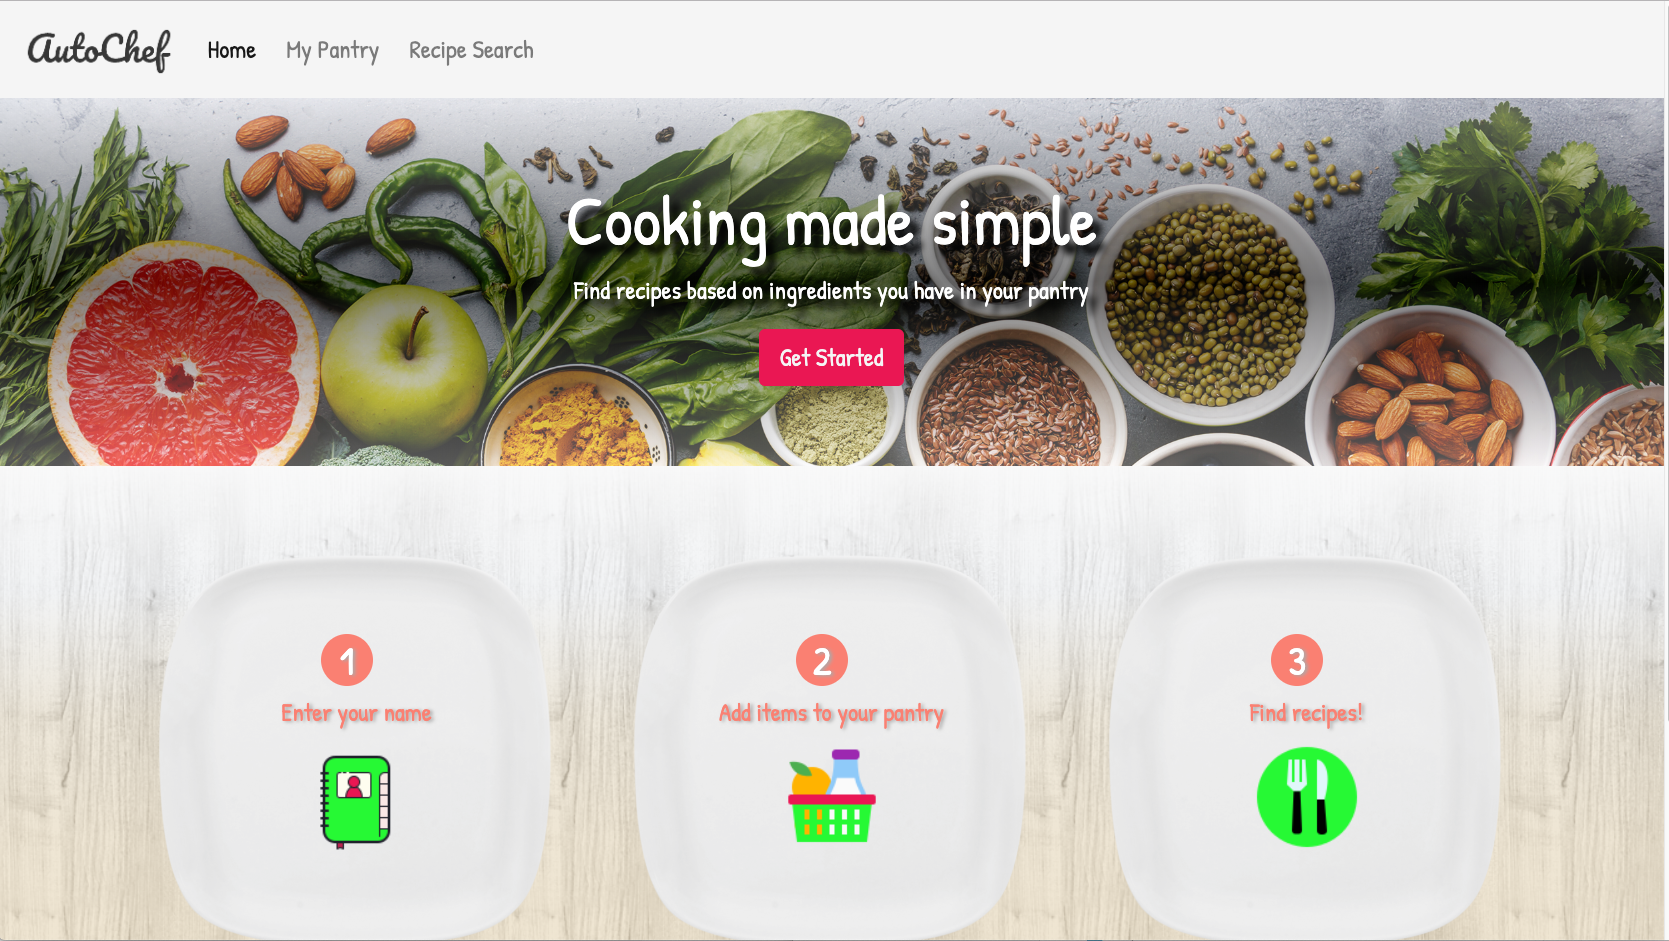 AutoChef Home My Pantry Recipe Search
Cooking made simple
Find recipes based on ingredients you have in your pantry
Get Started
1
Enter your name
2
Add items to your pantry
3
Find recipes!